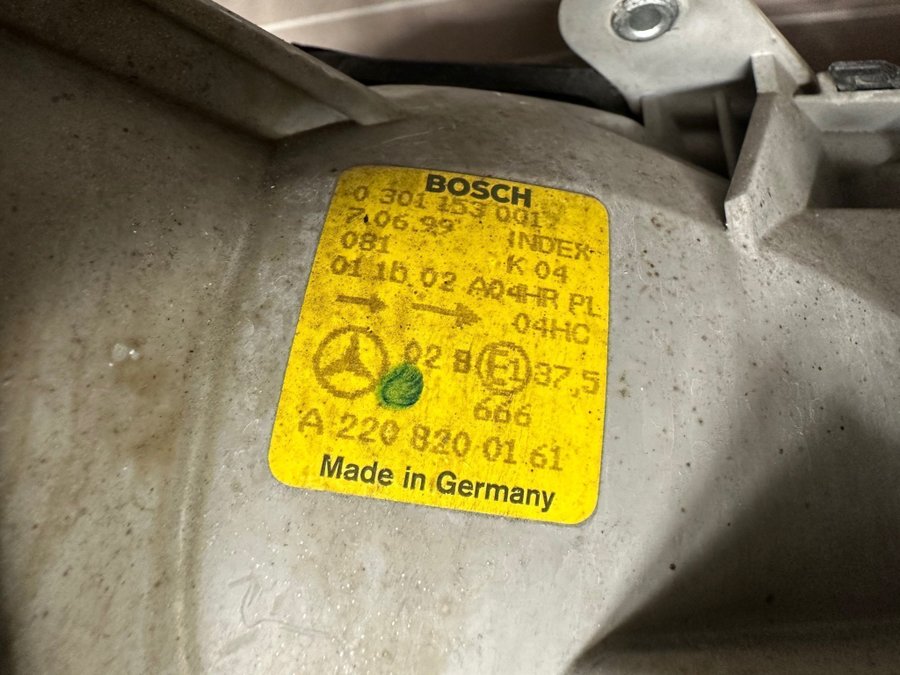 BOSCH
0 301 153 001
7.06.99 INDEX-
081 K 04
01 1b 02 A04HR PL
04HC
02 B E1 37,5
666
A 220 820 01 61
Made in Germany